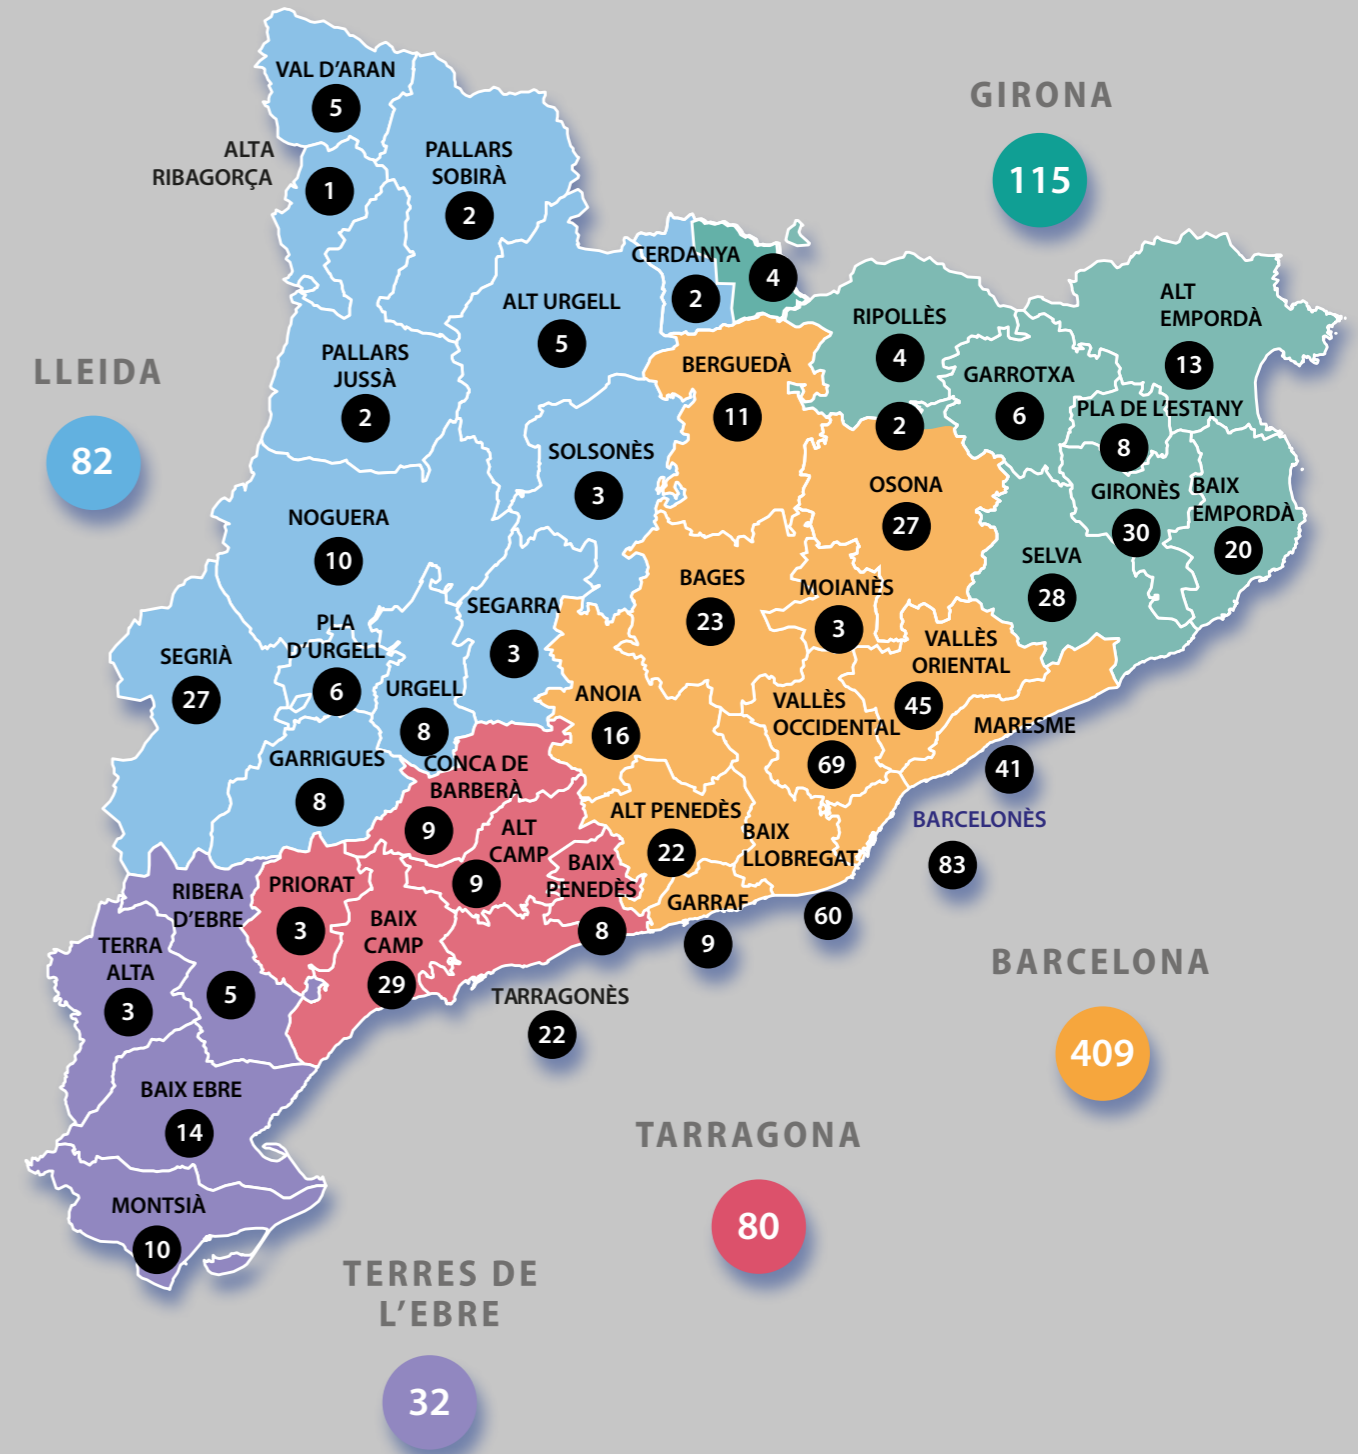 VAL D'ARAN
5
ALTA
RIBAGORÇA
1
PALLARS
SOBIRÀ
2
GIRONA
115
CERDANYA
2
4
ALT URGELL
5
RIPOLLÈS
4
2
ALT
EMPORDÀ
13
GARROTXA
6
PLA DE L'ESTANY
8
LLEIDA
82
PALLARS
JUSSÀ
2
BERGUEDÀ
11
SOLSONÈS
3
OSONA
27
GIRONÈS
30
BAIX
EMPORDÀ
20
NOGUERA
10
SELVA
28
BAGES
23
MOIANÈS
3
SEGARRA
3
PLA
D'URGELL
6
SEGRIÀ
27
URGELL
8
VALLÈS
ORIENTAL
45
ANOIA
16
VALLÈS
OCCIDENTAL
69
MARESME
41
GARRIGUES
8
CONCA DE
BARBERÀ
9
ALT PENEDÈS
22
BAIX
LLOBREGAT
60
BARCELONÈS
83
ALT
CAMP
9
BAIX
PENEDÈS
8
GARRAF
9
RIBERA
D'EBRE
5
PRIORAT
3
BAIX
CAMP
29
TERRA
ALTA
3
TARRAGONÈS
22
BARCELONA
409
BAIX EBRE
14
TARRAGONA
80
MONTSIÀ
10
TERRES DE
L'EBRE
32